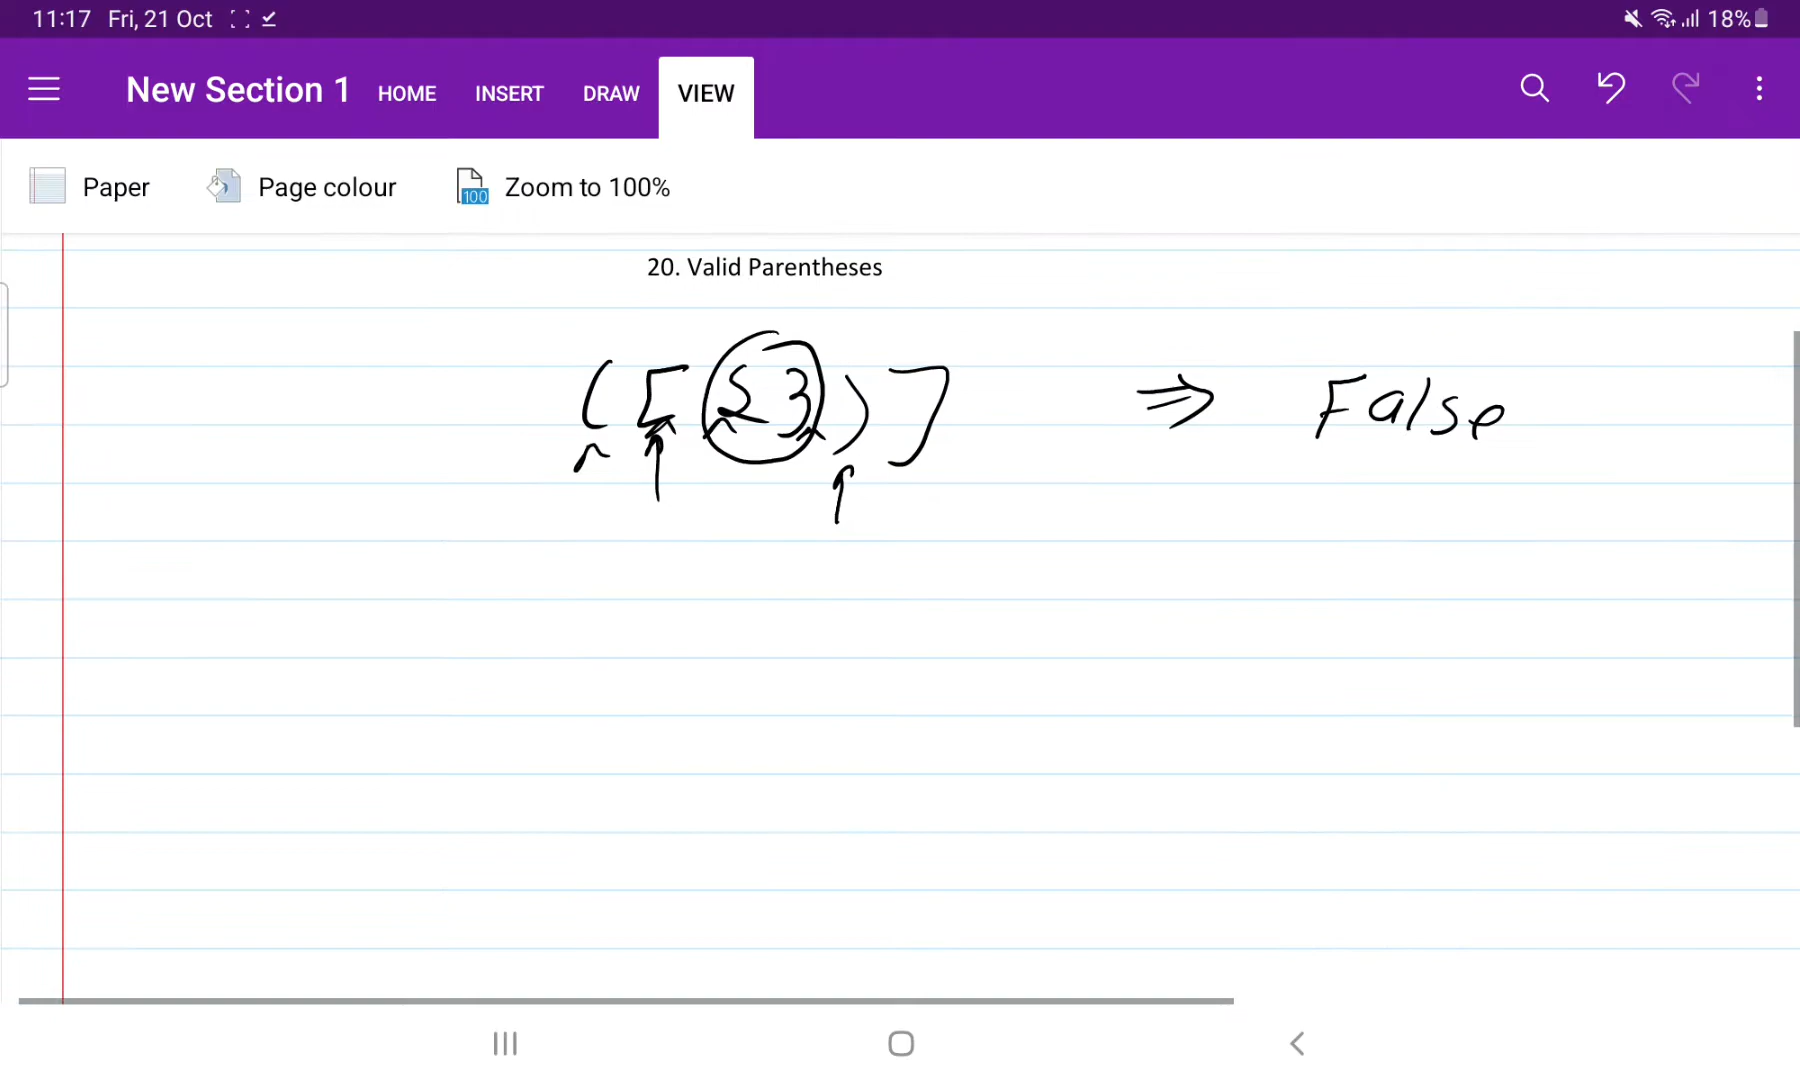 11:17 Fri, 21 Oct 18%
New Section 1 HOME INSERT DRAW VIEW
Paper Page colour 100 Zoom to 100%
20. Valid Parentheses
( [ { } ) ] ⇒ False